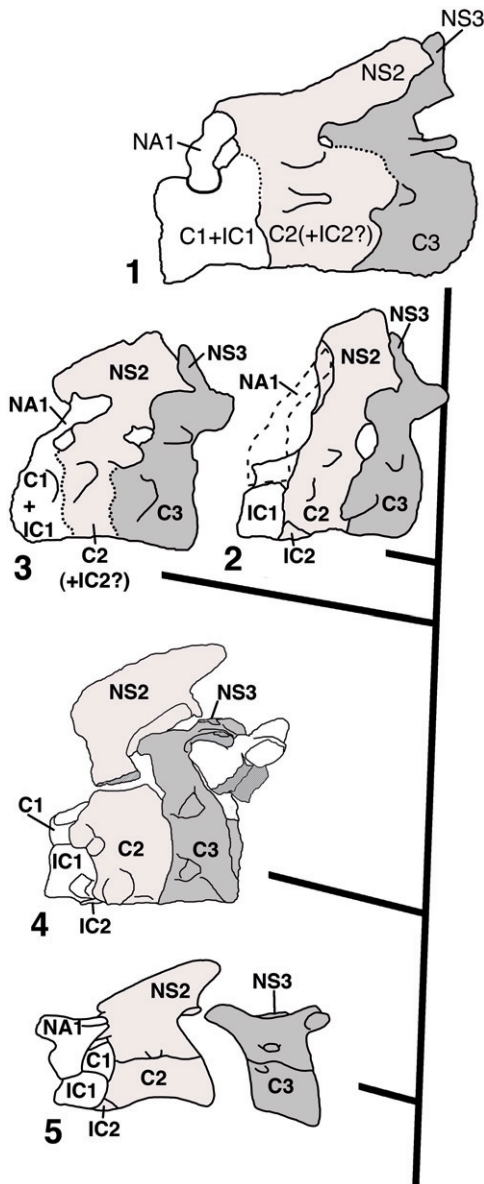 NS3
NS2
NA1
C1+IC1
C2(+IC2?)
C3
1
NS3
NS2
NA1
C1
+
IC1
C3
C2
(+IC2?)
3
NS3
NS2
NA1
IC1
C2
C3
IC2
2
NS2
NS3
C1
IC1
C2
C3
IC2
4
NS2
NS3
NA1
C1
C2
IC1
C3
IC2
5